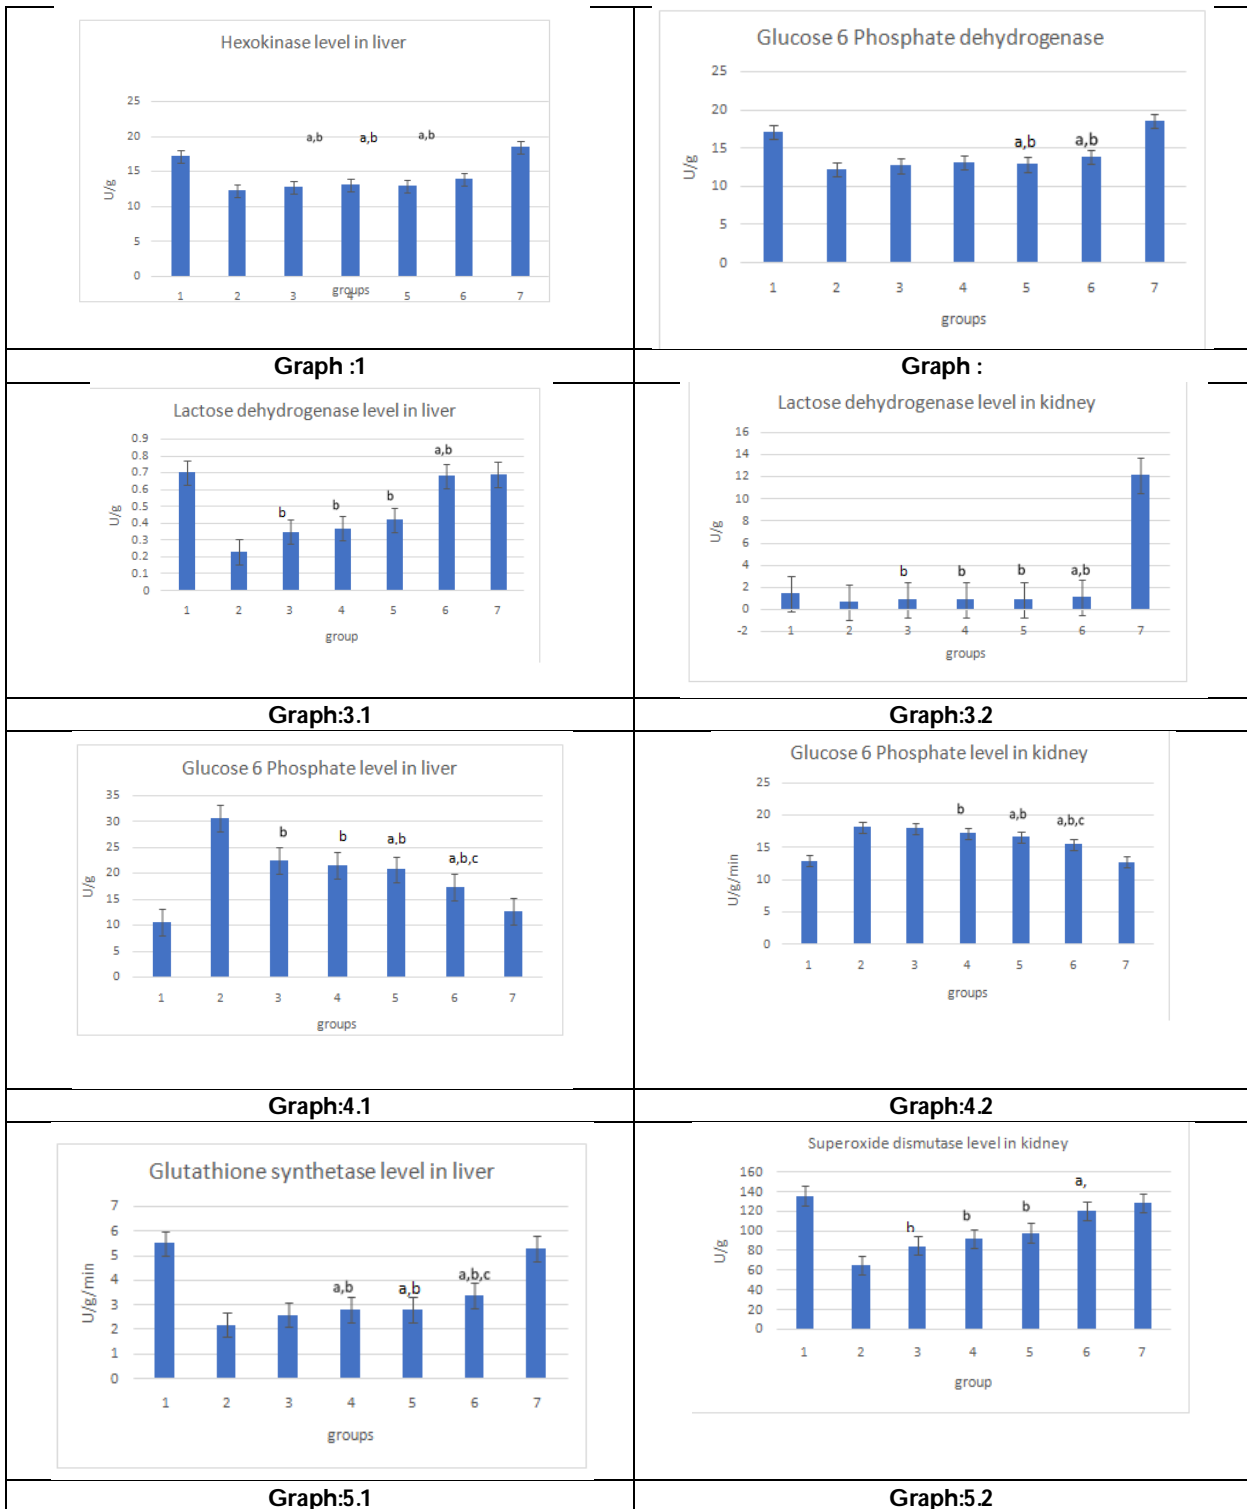 Hexokinase level in liver
25
20
15
10
5
0
U/g
a,b a,b a,b
1 2 3 4 5 6 7
groups
Graph :1
Glucose 6 Phosphate dehydrogenase
25
20
15
10
5
0
U/g
a,b a,b
1 2 3 4 5 6 7
groups
Graph :
Lactose dehydrogenase level in liver
0.9
0.8
0.7
0.6
0.5
0.4
0.3
0.2
0.1
0
U/g
b b b a,b
1 2 3 4 5 6 7
group
Graph:3.1
Lactose dehydrogenase level in kidney
16
14
12
10
8
6
4
2
0
-2
U/g
b b b a,b
1 2 3 4 5 6 7
groups
Graph:3.2
Glucose 6 Phosphate level in liver
35
30
25
20
15
10
5
0
U/g
b b a,b a,b,c
1 2 3 4 5 6 7
groups
Graph:4.1
Glucose 6 Phosphate level in kidney
25
20
15
10
5
0
U/g/min
b a,b a,b,c
1 2 3 4 5 6 7
groups
Graph:4.2
Glutathione synthetase level in liver
7
6
5
4
3
2
1
0
U/g/min
a,b a,b a,b,c
1 2 3 4 5 6 7
groups
Graph:5.1
Superoxide dismutase level in kidney
160
140
120
100
80
60
40
20
0
U/g
b b b a,
1 2 3 4 5 6 7
group
Graph:5.2